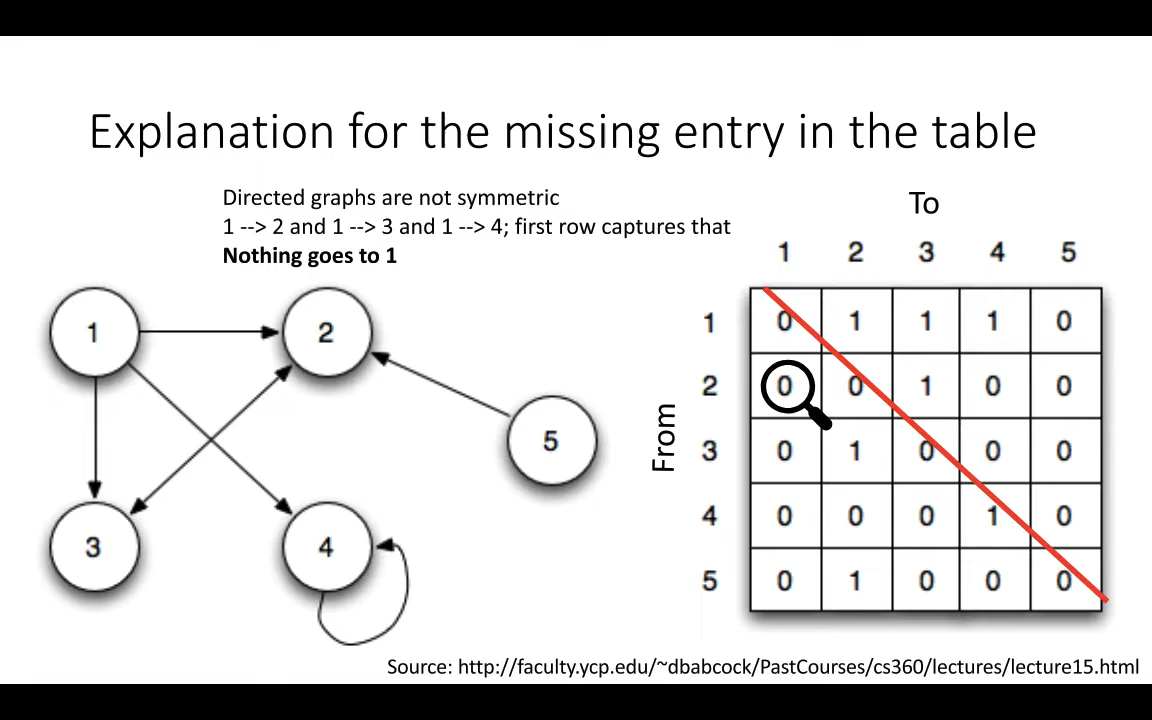 Explanation for the missing entry in the table
Directed graphs are not symmetric
1 --> 2 and 1 --> 3 and 1 --> 4; first row captures that
Nothing goes to 1
1
2
5
3
4
To
1 2 3 4 5
From
1 0 1 1 1 0
2 0 0 1 0 0
3 0 1 0 0 0
4 0 0 0 1 0
5 0 1 0 0 0
Source: http://faculty.ycp.edu/~dbabcock/PastCourses/cs360/lectures/lecture15.html